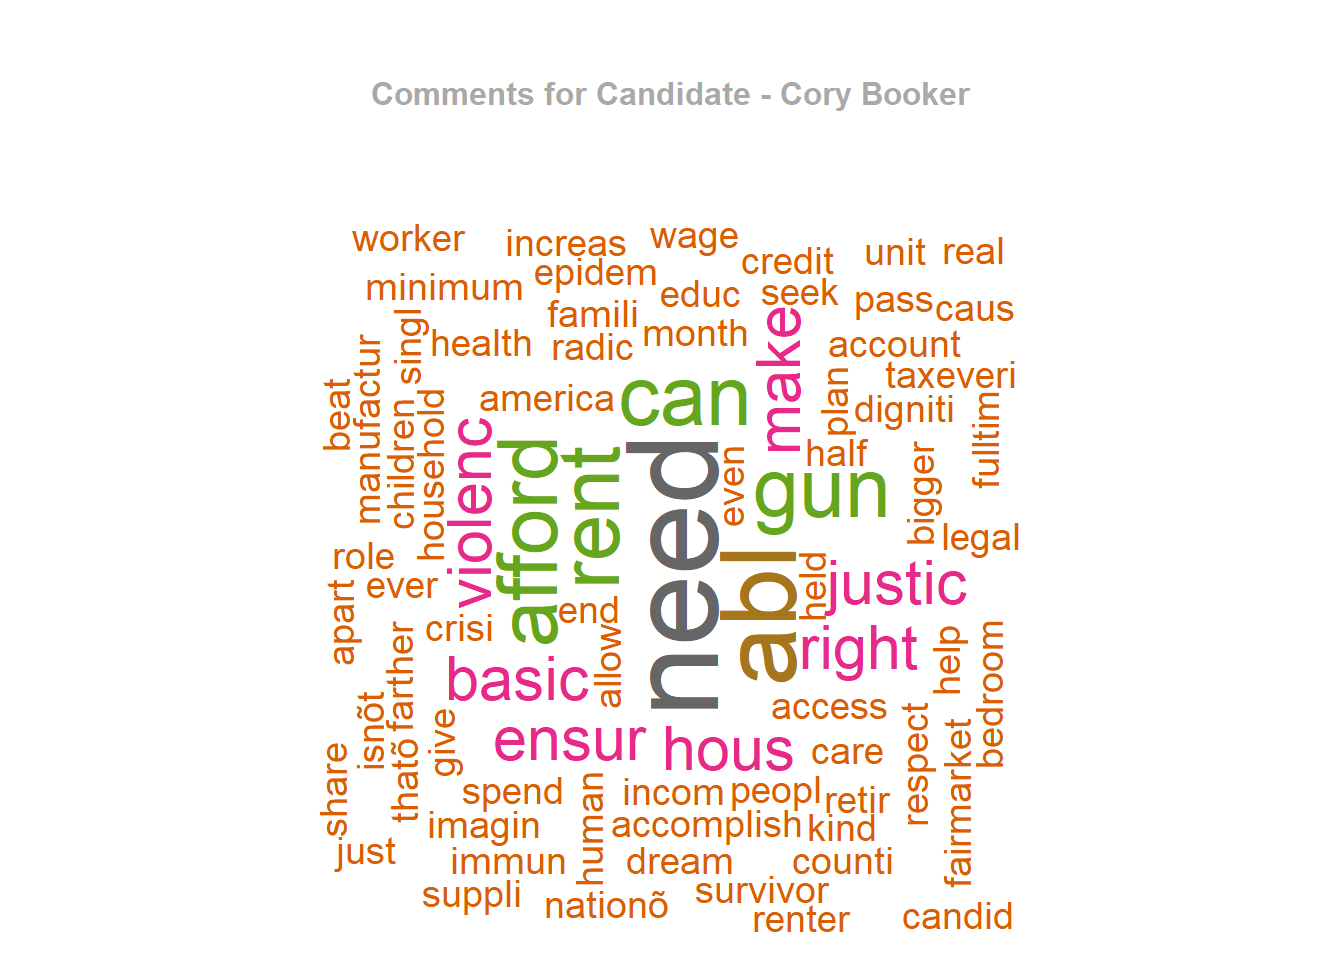 Comments for Candidate - Cory Booker
worker
increas
wage
credit
unit
real
minimum
epidem
educ
seek
pass
caus
famili
month
health
radic
make
account
singl
manufactur
beat
america
can
plan
taxeveri
digniti
fulltim
children
household
violenc
afford
rent
need
even
half
gun
bigger
legal
role
ever
apart
crisi
end
abl
held
justic
right
farther
basic
allow
help
bedroom
access
isnõt
thatõ
give
ensur
hous
care
respect
fairmarket
share
spend
human
incom
peopl
retir
imagin
accomplish
kind
just
immun
dream
counti
suppli
nationõ
survivor
renter
candid